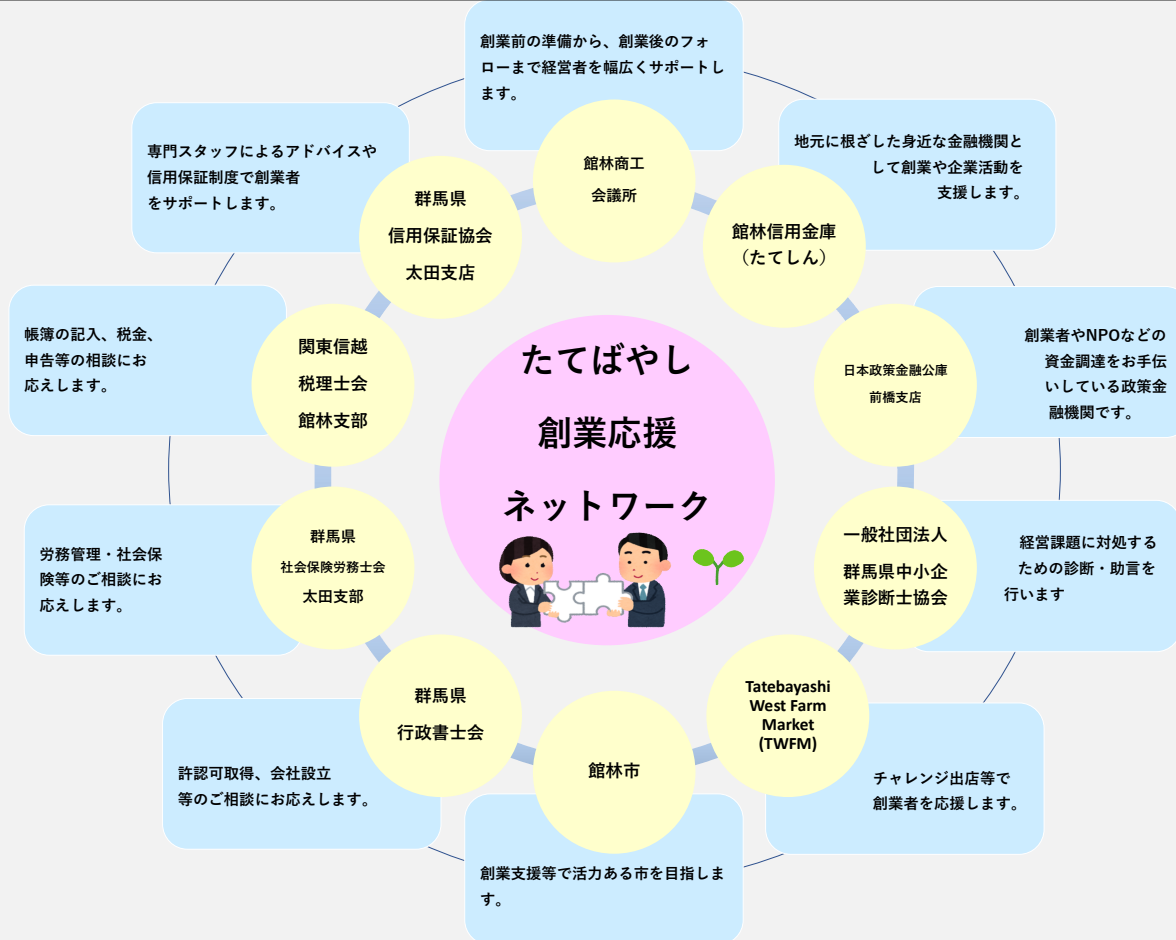 創業前の準備から、創業後のフォ
ローまで経営者を幅広くサポートし
ます。
館林商工
会議所
地元に根ざした身近な金融機関と
して創業や企業活動を
支援します。
館林信用金庫
（たてしん）
創業者やNPOなどの
資金調達をお手伝
いしている政策金
融機関です。
日本政策金融公庫
前橋支店
経営課題に対処する
ための診断・助言を
行います
一般社団法人
群馬県中小企
業診断士協会
チャレンジ出店等で
創業者を応援します。
Tatebayashi
West Farm
Market
(TWFM)
館林市
創業支援等で活力ある市を目指しま
す。
群馬県
行政書士会
許認可取得、会社設立
等のご相談にお応えします。
群馬県
社会保険労務士会
太田支部
労務管理・社会保
険等のご相談にお
応えします。
関東信越
税理士会
館林支部
帳簿の記入、税金、
申告等の相談にお
応えします。
群馬県
信用保証協会
太田支店
専門スタッフによるアドバイスや
信用保証制度で創業者
をサポートします。
たてばやし
創業応援
ネットワーク